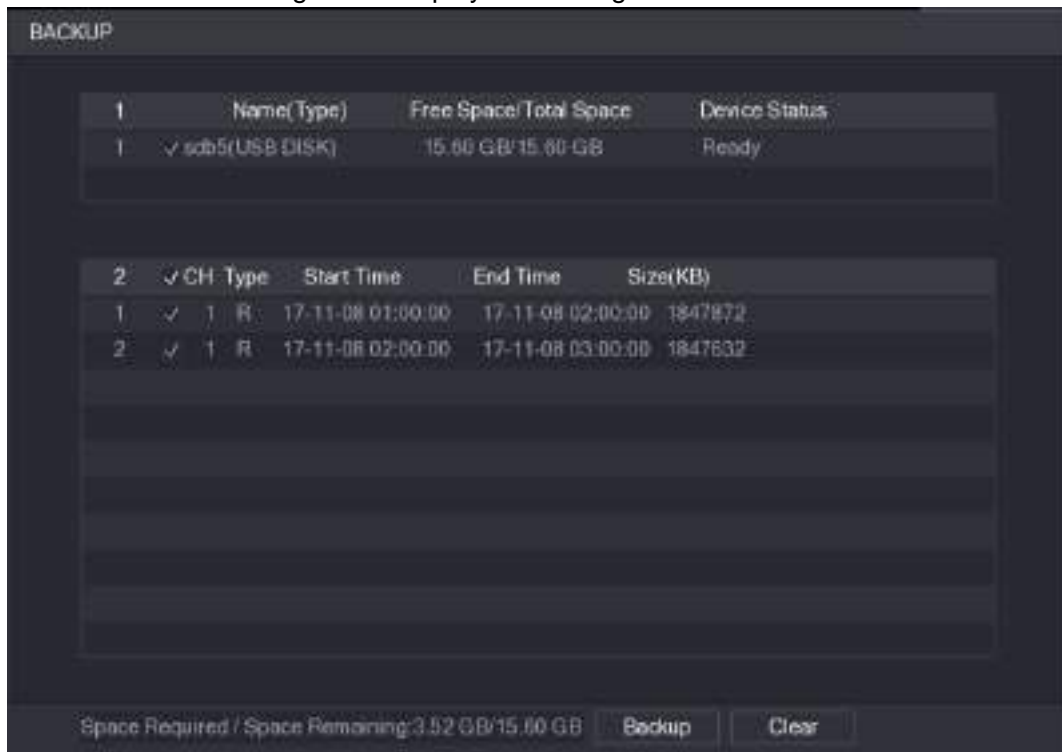 BACKUP
1 Name(Type) Free Space/Total Space Device Status
1 ✓ sdb5(USB DISK) 15.60 GB/15.60 GB Ready
2 ✓ CH Type Start Time End Time Size(KB)
1 ✓ 1 R 17-11-08 01:00:00 17-11-08 02:00:00 1847872
2 ✓ 1 R 17-11-08 02:00:00 17-11-08 03:00:00 1847632
Space Required / Space Remaining:3.52 GB/15.60 GB Backup Clear